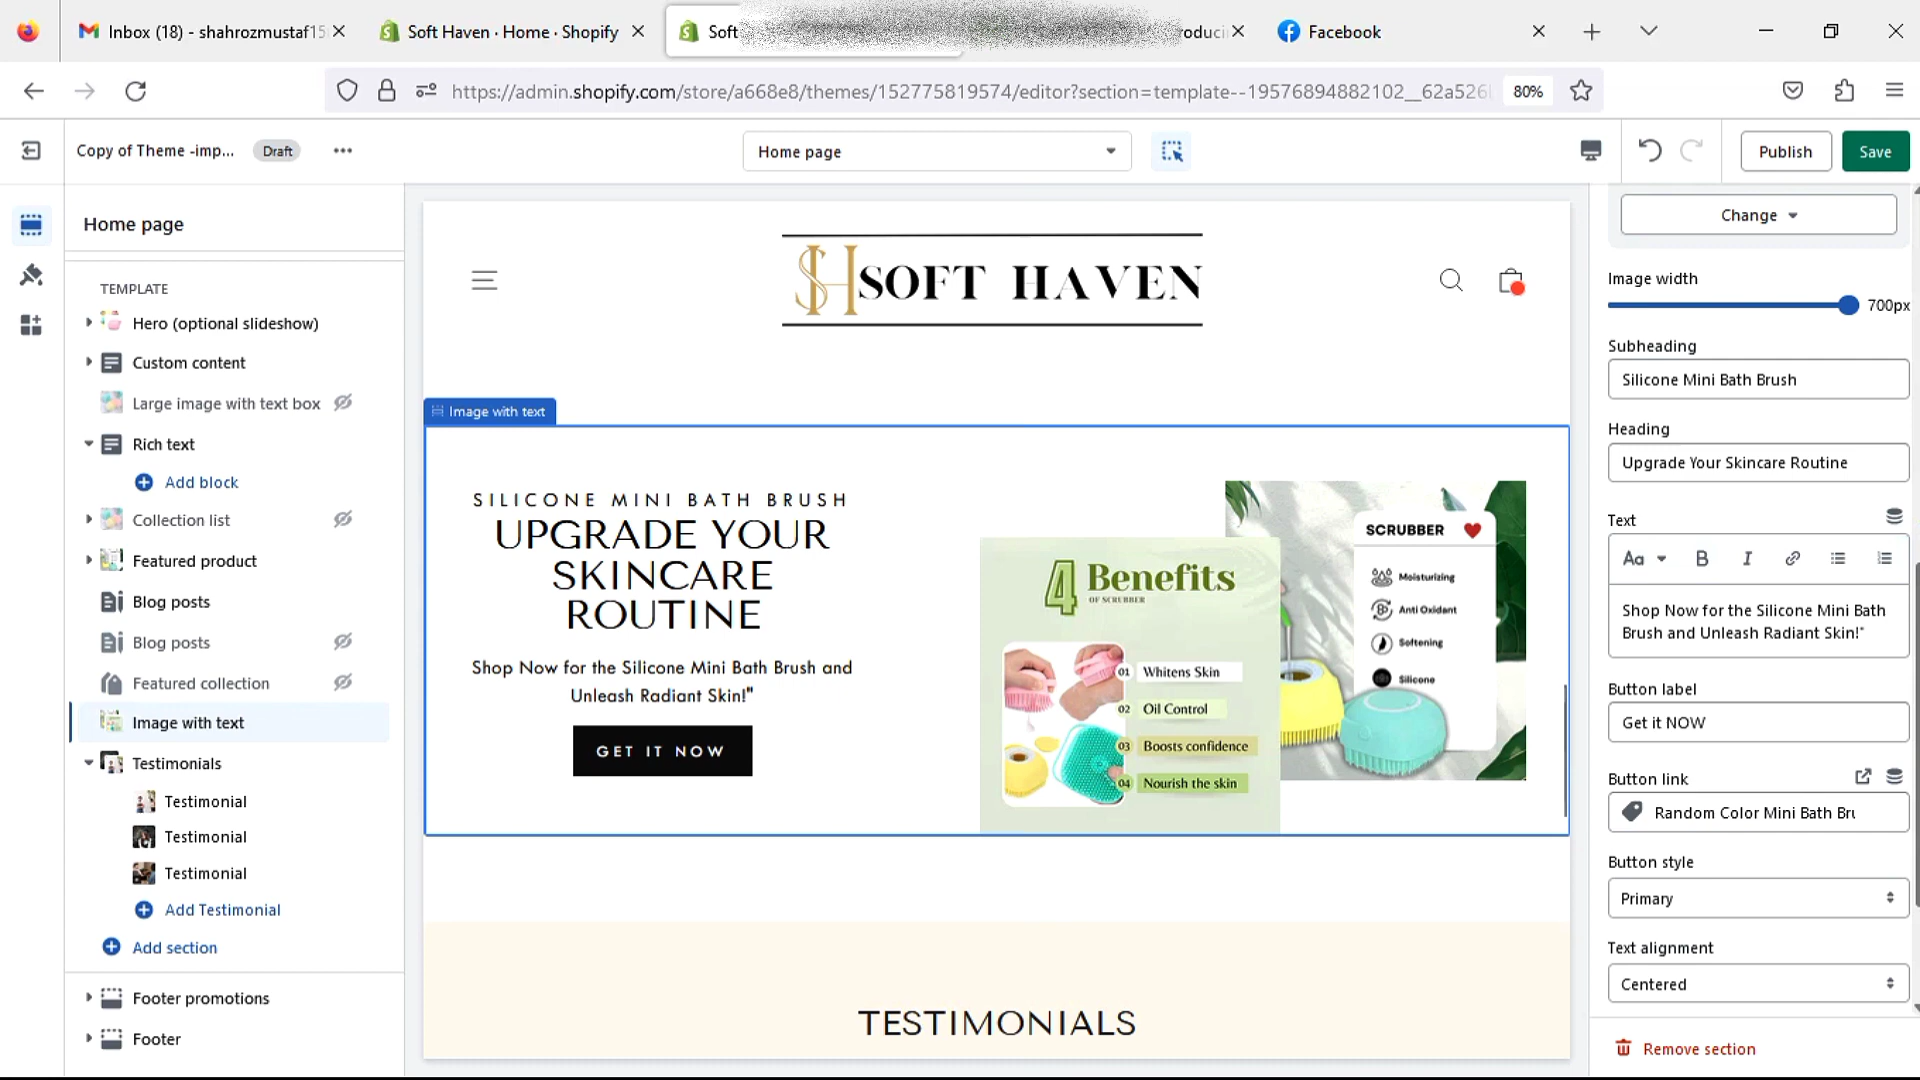 Inbox (18) - shahrozmustaf15
Soft Haven · Home · Shopify
Soft
roduci
Facebook
https://admin.shopify.com/store/a668e8/themes/152775819574/editor?section=template--19576894882102__62a526
80%
Copy of Theme -imp...
Draft
Home page
Publish
Save
Home page
TEMPLATE
Hero (optional slideshow)
Custom content
Large image with text box
Rich text
Add block
Collection list
Featured product
Blog posts
Blog posts
Featured collection
Image with text
Testimonials
Testimonial
Testimonial
Testimonial
Add Testimonial
Add section
Footer promotions
Footer
SH SOFT HAVEN
Image with text
SILICONE MINI BATH BRUSH
UPGRADE YOUR
SKINCARE
ROUTINE
Shop Now for the Silicone Mini Bath Brush and
Unleash Radiant Skin!"
GET IT NOW
4 Benefits
OF SCRUBBER
01 Whitens Skin
02 Oil Control
03 Boosts confidence
04 Nourish the skin
SCRUBBER
Moisturizing
Anti Oxidant
Softening
Silicone
TESTIMONIALS
Change
Image width
700px
Subheading
Silicone Mini Bath Brush
Heading
Upgrade Your Skincare Routine
Text
Aa
B
I
Shop Now for the Silicone Mini Bath
Brush and Unleash Radiant Skin!"
Button label
Get it NOW
Button link
Random Color Mini Bath Bru
Button style
Primary
Text alignment
Centered
Remove section